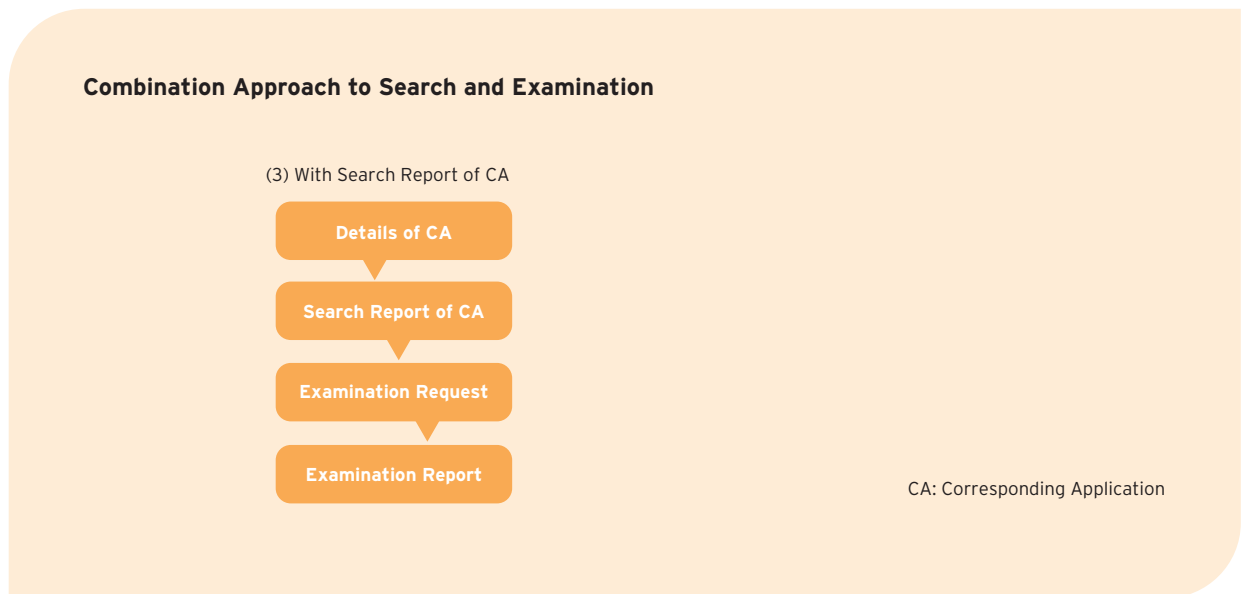 Combination Approach to Search and Examination
(3) With Search Report of CA
Details of CA
Search Report of CA
Examination Request
Examination Report
CA: Corresponding Application